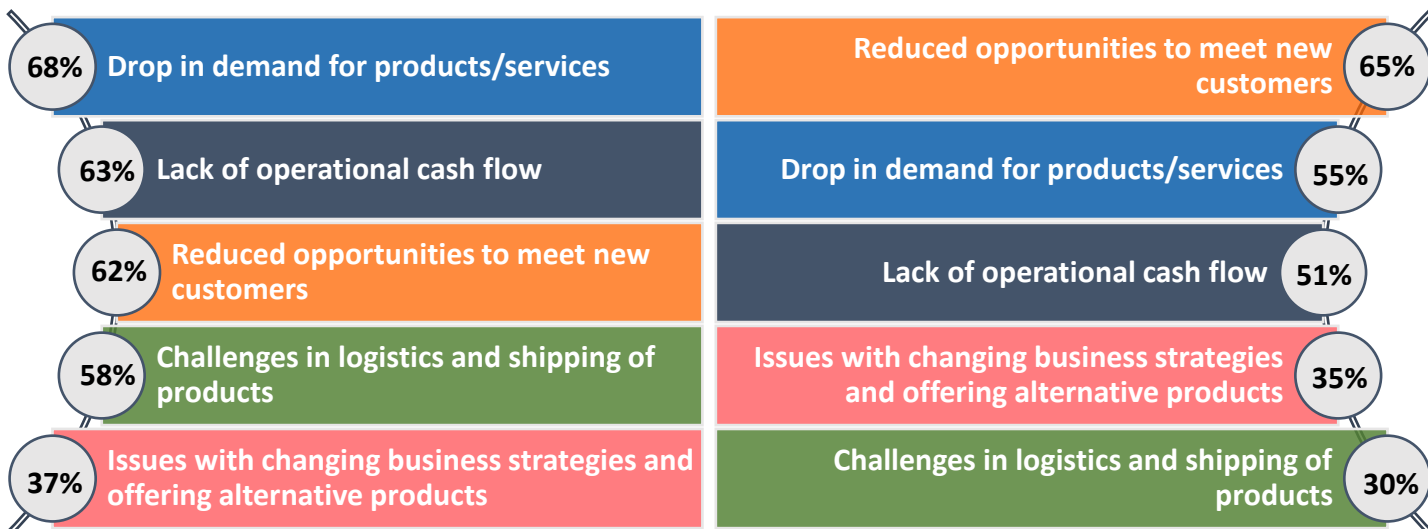 68%
Drop in demand for products/services
63%
Lack of operational cash flow
62%
Reduced opportunities to meet new
customers
58%
Challenges in logistics and shipping of
products
37%
Issues with changing business strategies and
offering alternative products
Reduced opportunities to meet new
customers
65%
Drop in demand for products/services
55%
Lack of operational cash flow
51%
Issues with changing business strategies
and offering alternative products
35%
Challenges in logistics and shipping of
products
30%